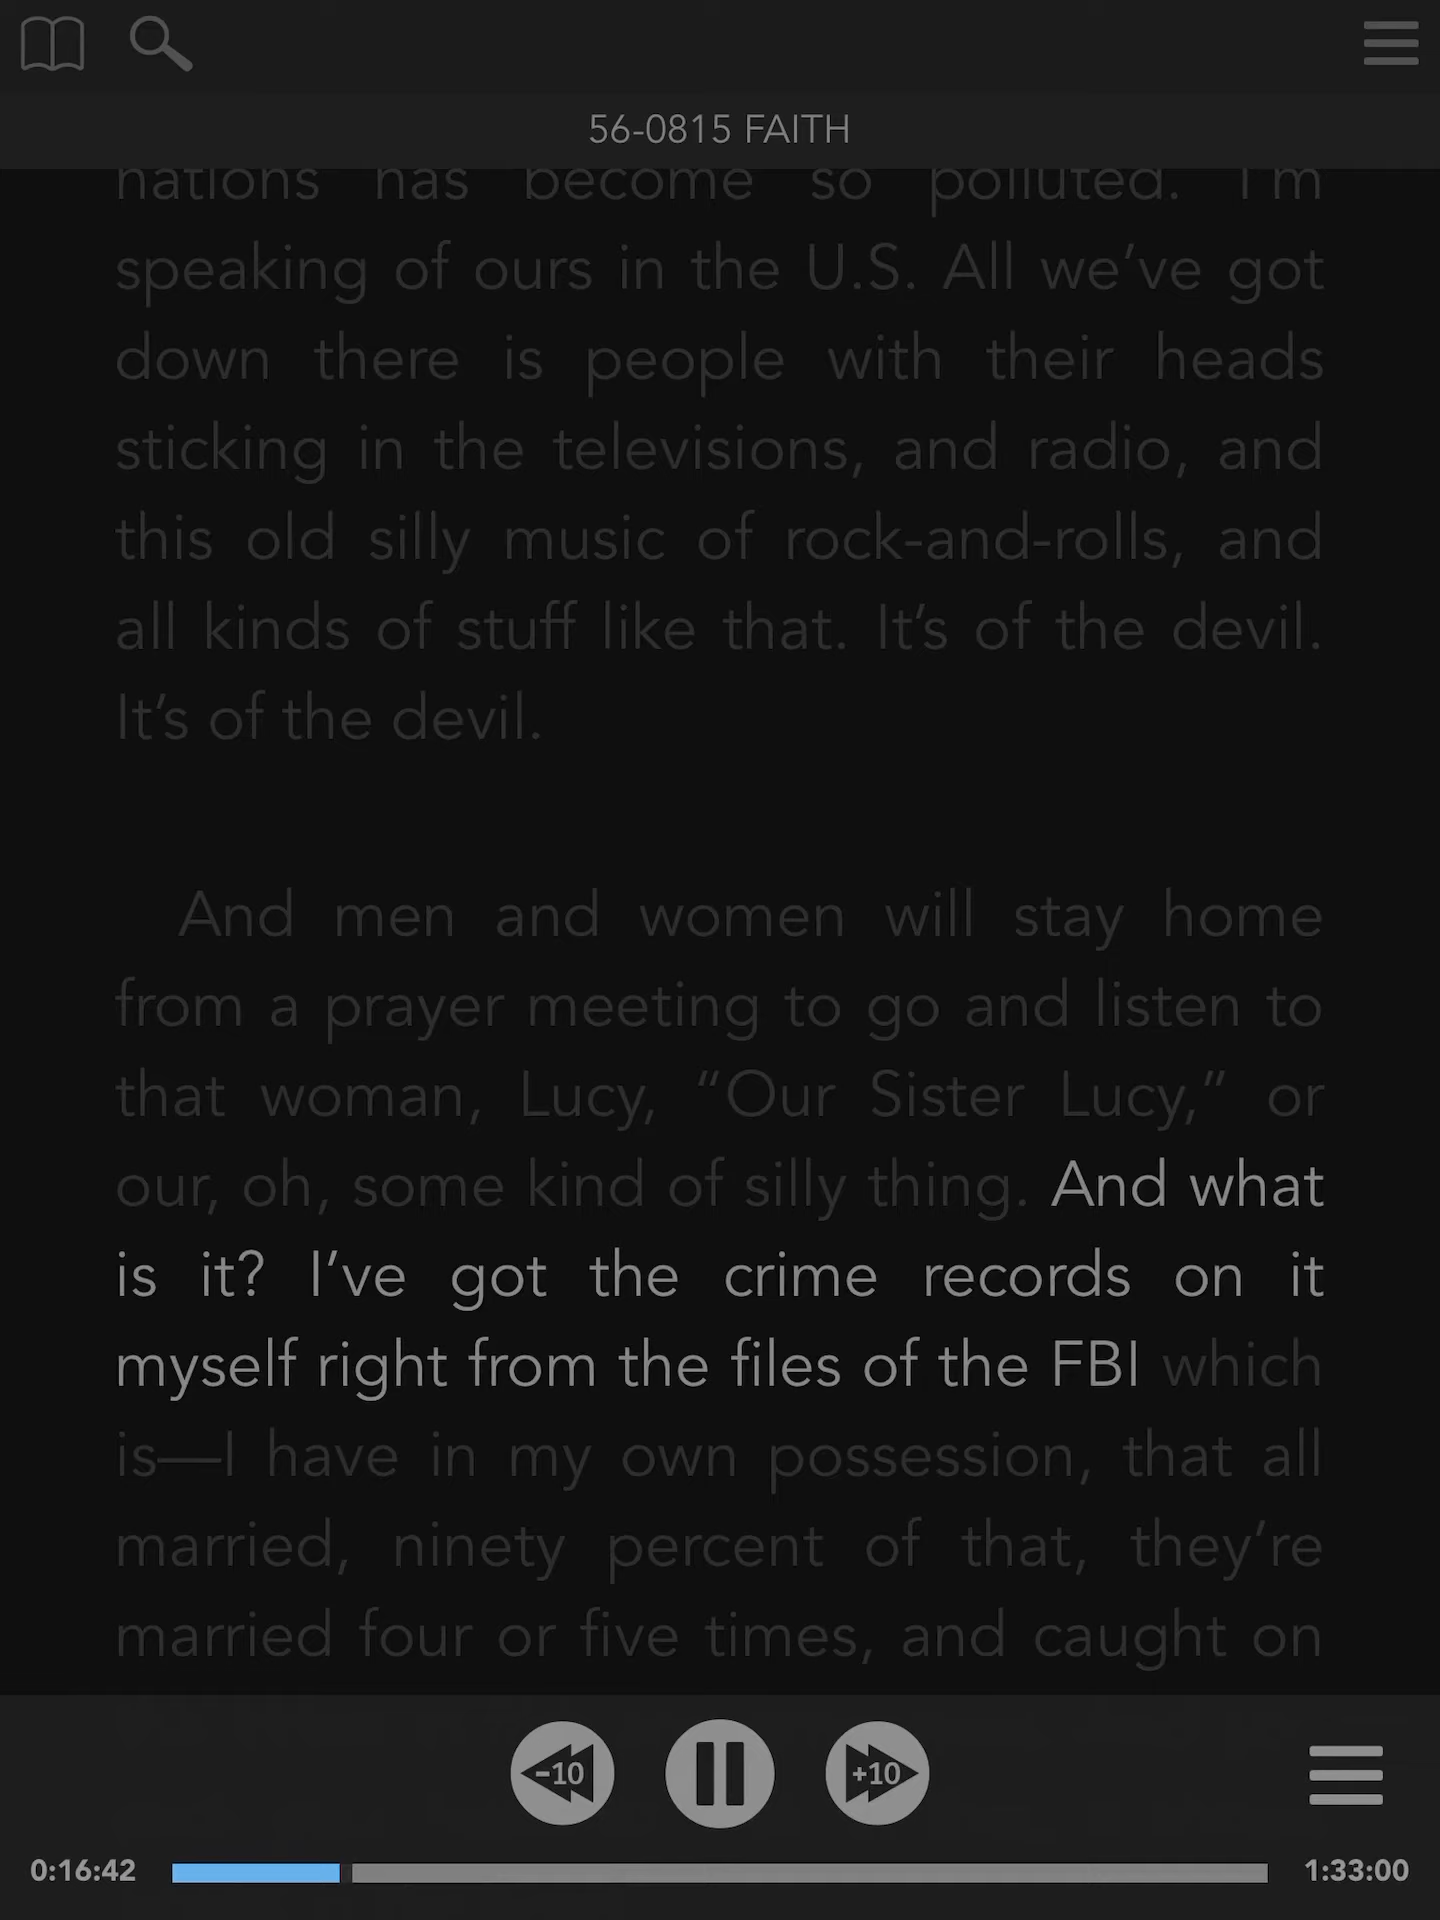 56-0815 FAITH
nations has become so polluted. I'm
speaking of ours in the U.S. All we've got
down there is people with their heads
sticking in the televisions, and radio, and
this old silly music of rock-and-rolls, and
all kinds of stuff like that. It's of the devil.
It's of the devil.
And men and women will stay home
from a prayer meeting to go and listen to
that woman, Lucy, “Our Sister Lucy,” or
our, oh, some kind of silly thing. And what
is it? I've got the crime records on it
myself right from the files of the FBI which
is—I have in my own possession, that all
married, ninety percent of that, they're
married four or five times, and caught on
-10 +10
0:16:42 1:33:00